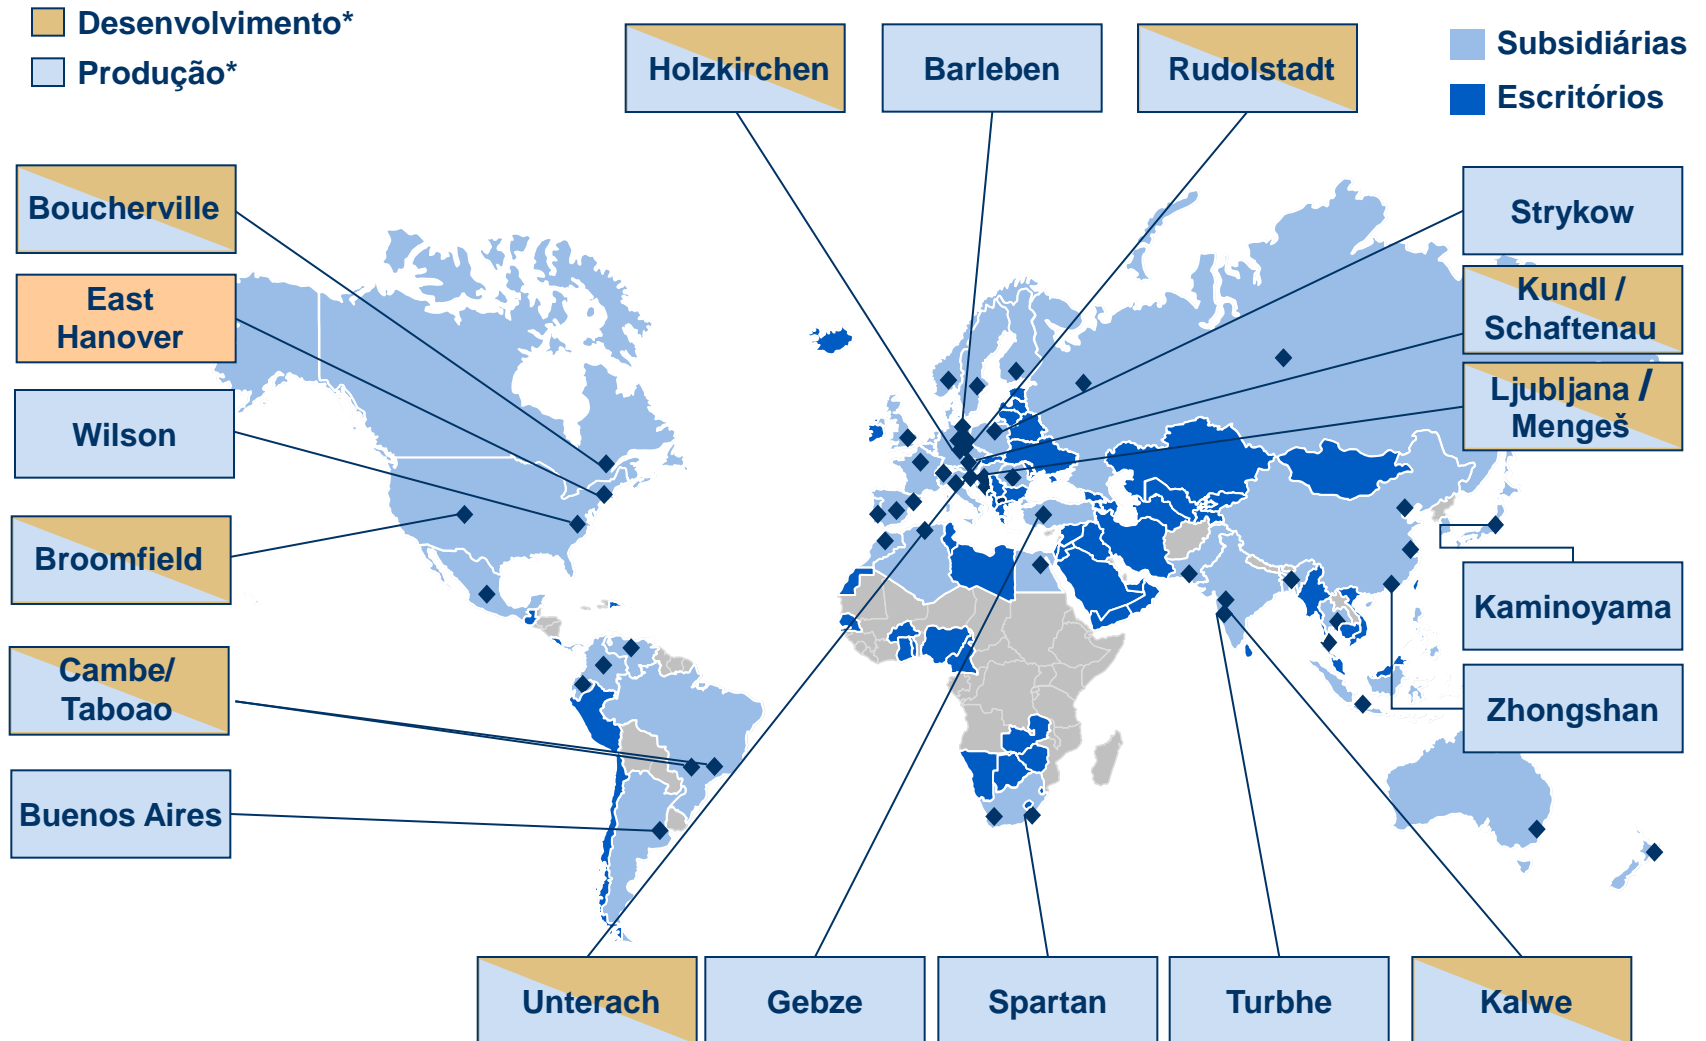 Desenvolvimento*
Produção*
Holzkirchen
Barleben
Rudolstadt
Subsidiárias
Escritórios
Boucherville
East
Hanover
Wilson
Broomfield
Cambe/
Taboao
Buenos Aires
Strykow
Kundl /
Schaftenau
Ljubljana /
Mengeš
Kaminoyama
Zhongshan
Unterach
Gebze
Spartan
Turbhe
Kalwe